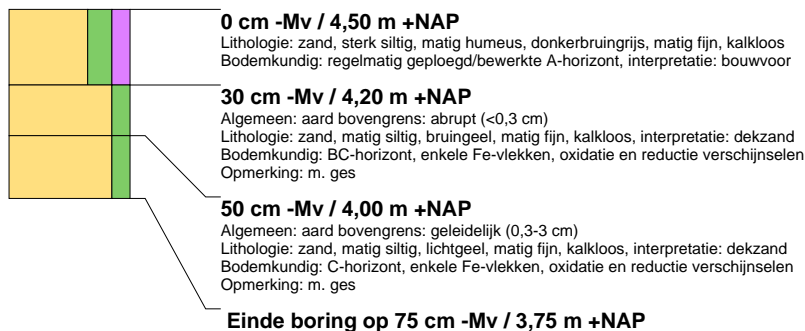 0 cm -Mv / 4,50 m +NAP
Lithologie: zand, sterk siltig, matig humeus, donkerbruingrijs, matig fijn, kalkloos
Bodemkundig: regelmatig geploegd/bewerkte A-horizont, interpretatie: bouwvoor
30 cm -Mv / 4,20 m +NAP
Algemeen: aard bovengrens: abrupt (<0,3 cm)
Lithologie: zand, matig siltig, bruingeel, matig fijn, kalkloos, interpretatie: dekzand
Bodemkundig: BC-horizont, enkele Fe-vlekken, oxidatie en reductie verschijnselen
Opmerking: m. ges
50 cm -Mv / 4,00 m +NAP
Algemeen: aard bovengrens: geleidelijk (0,3-3 cm)
Lithologie: zand, matig siltig, lichtgeel, matig fijn, kalkloos, interpretatie: dekzand
Bodemkundig: C-horizont, enkele Fe-vlekken, oxidatie en reductie verschijnselen
Opmerking: m. ges
Einde boring op 75 cm -Mv / 3,75 m +NAP